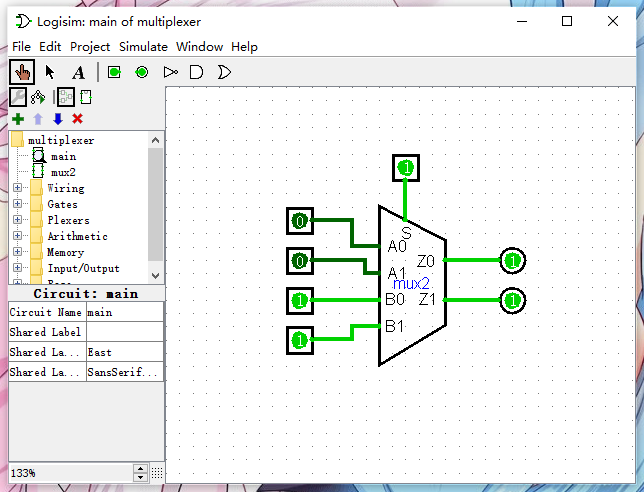 Logisim: main of multiplexer
File Edit Project Simulate Window Help
A
multiplexer
main
mux2
Wiring
Gates
Plexers
Arithmetic
Memory
Input/Output
Circuit: main
Circuit Name main
Shared Label
Shared La... East
Shared La... SansSerif...
133%
1
S
0 A0
0 A1
Z0 1
mux2
1 B0
Z1 1
1 B1